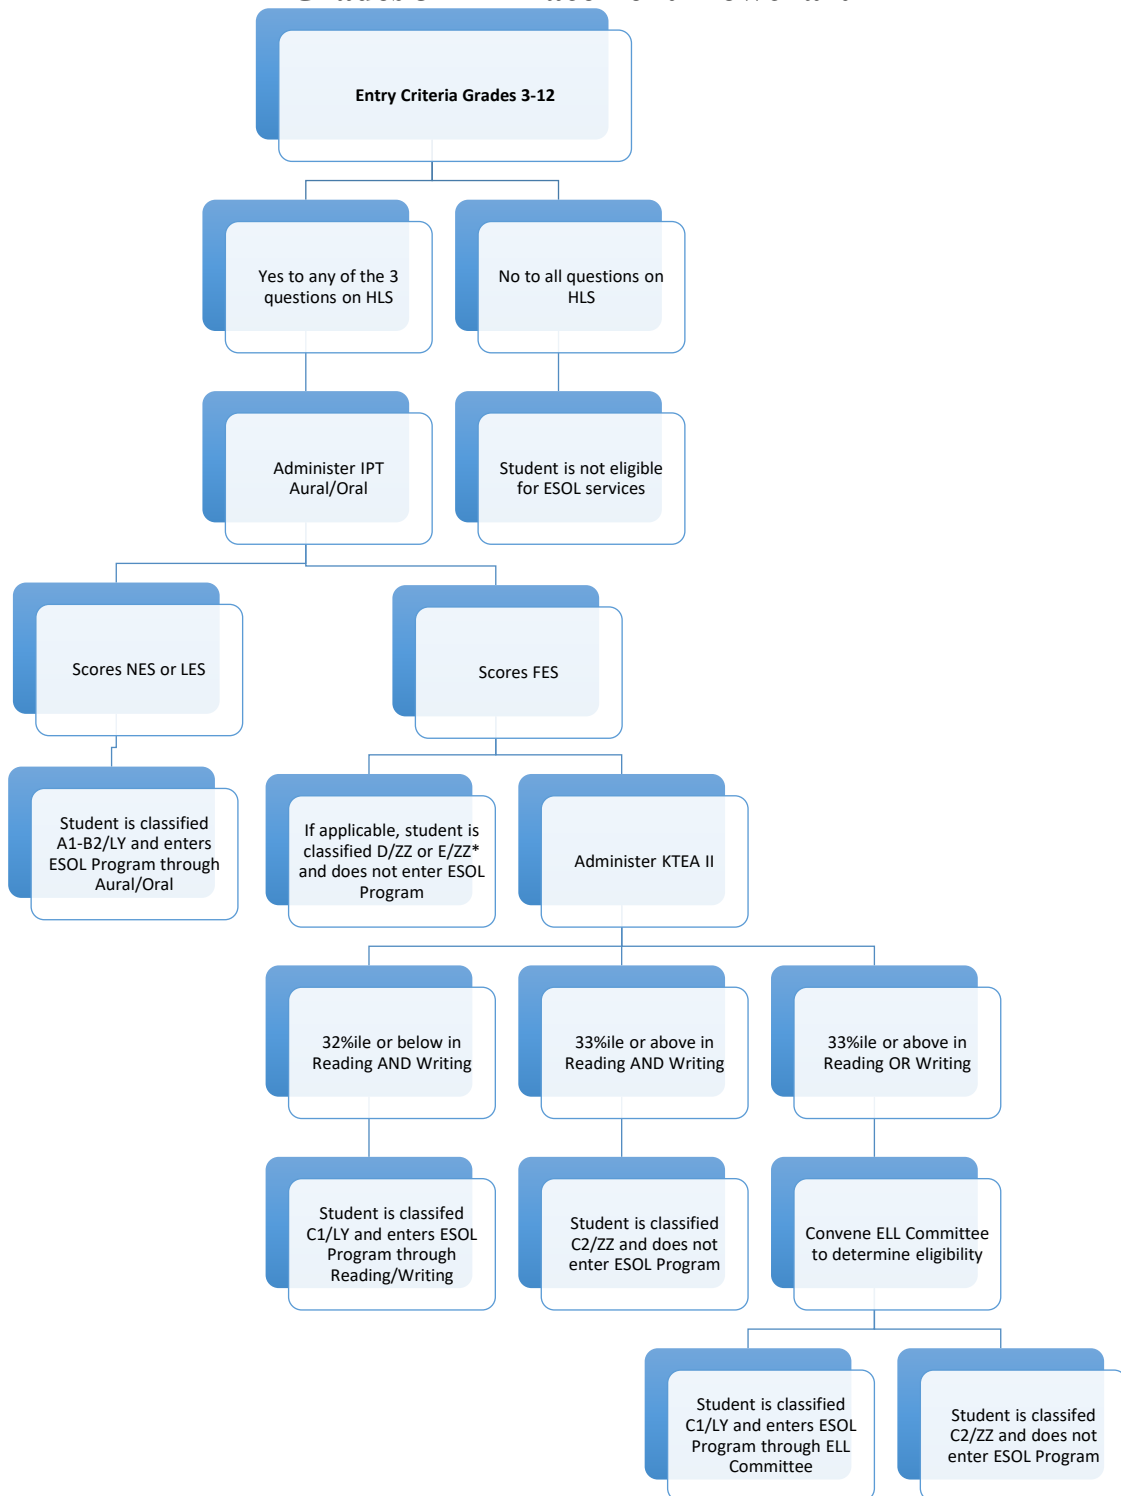 Entry Criteria Grades 3-12
Yes to any of the 3
questions on HLS
No to all questions on
HLS
Administer IPT
Aural/Oral
Student is not eligible
for ESOL services
Scores NES or LES
Scores FES
Student is classified
A1-B2/LY and enters
ESOL Program through
Aural/Oral
If applicable, student is
classified D/ZZ or E/ZZ*
and does not enter ESOL
Program
Administer KTEA II
32%ile or below in
Reading AND Writing
33%ile or above in
Reading AND Writing
33%ile or above in
Reading OR Writing
Student is classifed
C1/LY and enters ESOL
Program through
Reading/Writing
Student is classified
C2/ZZ and does not
enter ESOL Program
Convene ELL Committee
to determine eligibility
Student is classified
C1/LY and enters ESOL
Program through ELL
Committee
Student is classifed
C2/ZZ and does not
enter ESOL Program